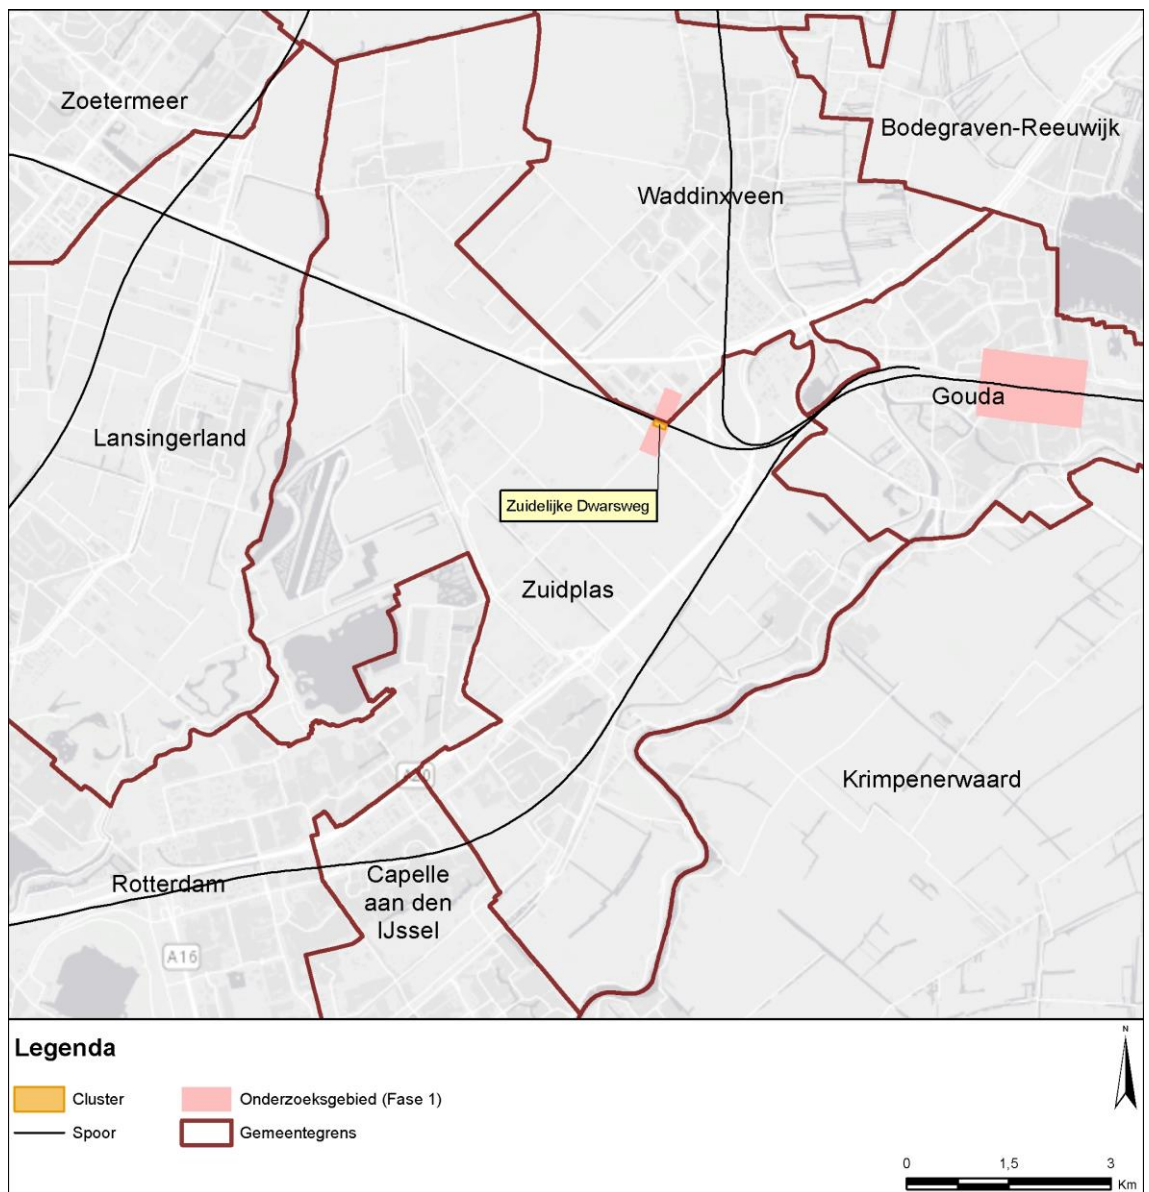 Zoetermeer
Bodegraven-Reeuwijk
Waddinxveen
Gouda
Lansingerland
Zuidelijke Dwarsweg
Zuidplas
Krimpenerwaard
A20
Rotterdam
Capelle
aan den
IJssel
A16
Legenda
Cluster
Onderzoeksgebied (Fase 1)
Spoor
Gemeentegrens
N
0 1,5 3
Km